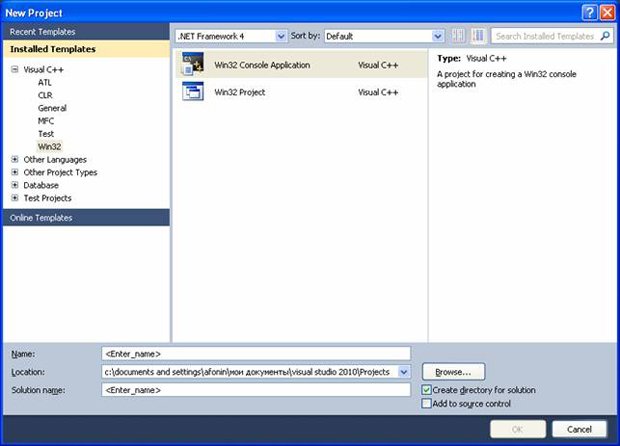 New Project
Recent Templates
Installed Templates
Visual C++
ATL
CLR
General
MFC
Test
Win32
Other Languages
Other Project Types
Database
Test Projects
Online Templates
.NET Framework 4
Sort by: Default
Search Installed Templates
Win32 Console Application Visual C++
Win32 Project Visual C++
Type: Visual C++
A project for creating a Win32 console
application
Name: <Enter_name>
Location: c:\documents and settings\afonin\мои документы\visual studio 2010\Projects
Browse...
Solution name: <Enter_name>
Create directory for solution
Add to source control
OK
Cancel